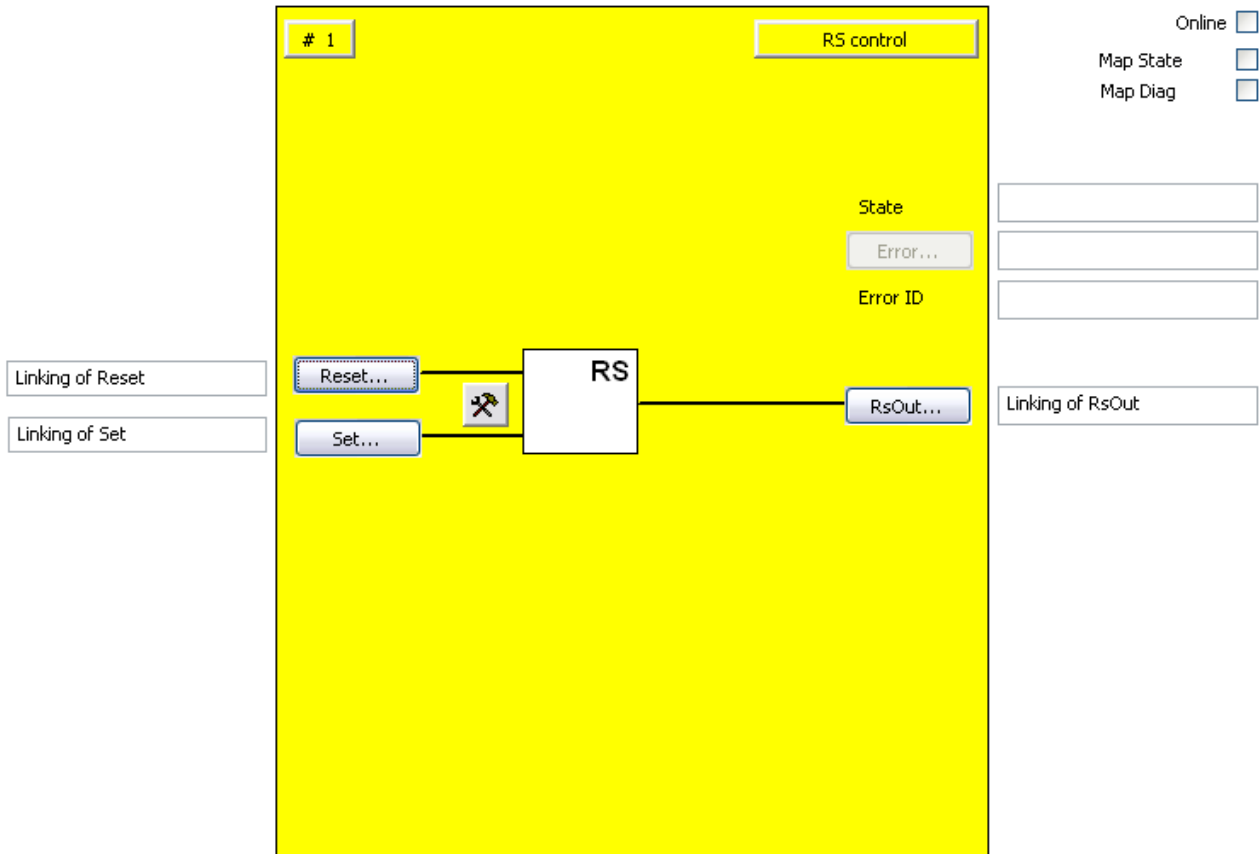 # 1
RS control
Online
Map State
Map Diag
State
Error...
Error ID
Linking of Reset
Reset...
RS
RsOut...
Linking of RsOut
Linking of Set
Set...